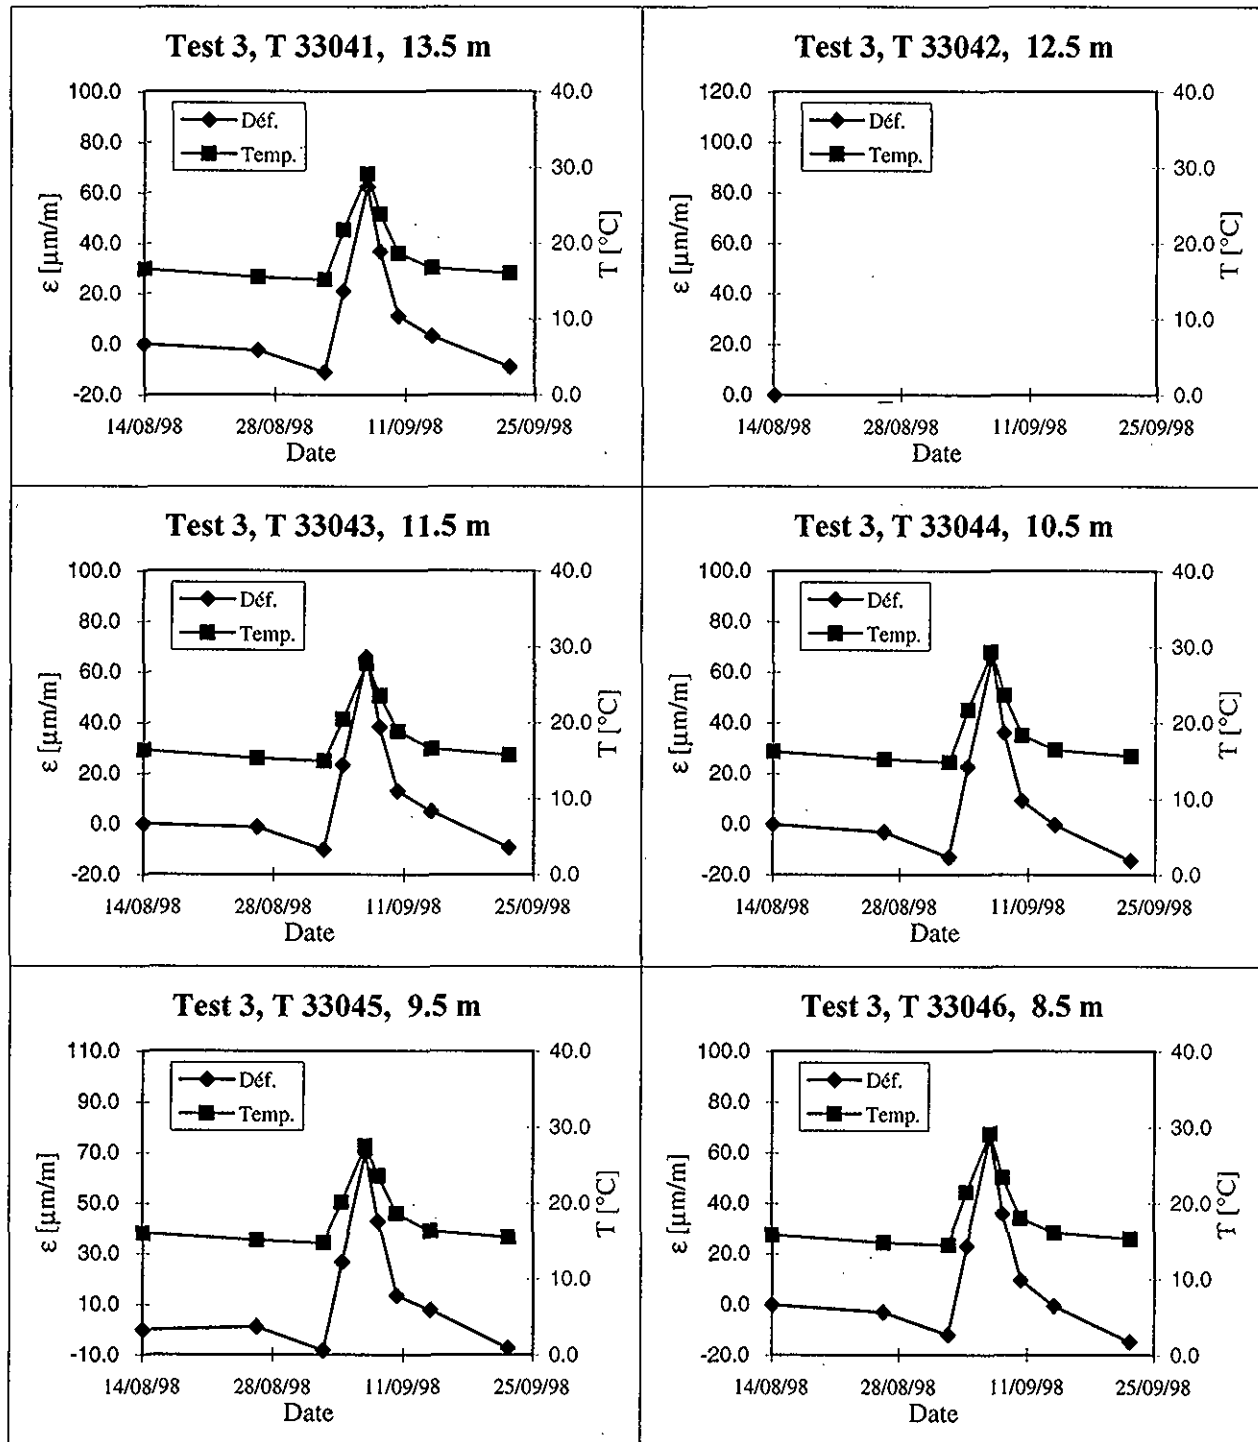 Test 3, T 33041, 13.5 m
100.0
80.0
60.0
40.0
20.0
0.0
-20.0
40.0
30.0
20.0
10.0
0.0
Déf.
Temp.
ε [µm/m]
T [°C]
14/08/98 28/08/98 11/09/98 25/09/98
Date
Test 3, T 33042, 12.5 m
120.0
100.0
80.0
60.0
40.0
20.0
0.0
40.0
30.0
20.0
10.0
0.0
Déf.
Temp.
ε [µm/m]
T [°C]
14/08/98 28/08/98 11/09/98 25/09/98
Date
Test 3, T 33043, 11.5 m
100.0
80.0
60.0
40.0
20.0
0.0
-20.0
40.0
30.0
20.0
10.0
0.0
Déf.
Temp.
ε [µm/m]
T [°C]
14/08/98 28/08/98 11/09/98 25/09/98
Date
Test 3, T 33044, 10.5 m
100.0
80.0
60.0
40.0
20.0
0.0
-20.0
40.0
30.0
20.0
10.0
0.0
Déf.
Temp.
ε [µm/m]
T [°C]
14/08/98 28/08/98 11/09/98 25/09/98
Date
Test 3, T 33045, 9.5 m
110.0
90.0
70.0
50.0
30.0
10.0
-10.0
40.0
30.0
20.0
10.0
0.0
Déf.
Temp.
ε [µm/m]
T [°C]
14/08/98 28/08/98 11/09/98 25/09/98
Date
Test 3, T 33046, 8.5 m
100.0
80.0
60.0
40.0
20.0
0.0
-20.0
40.0
30.0
20.0
10.0
0.0
Déf.
Temp.
ε [µm/m]
T [°C]
14/08/98 28/08/98 11/09/98 25/09/98
Date